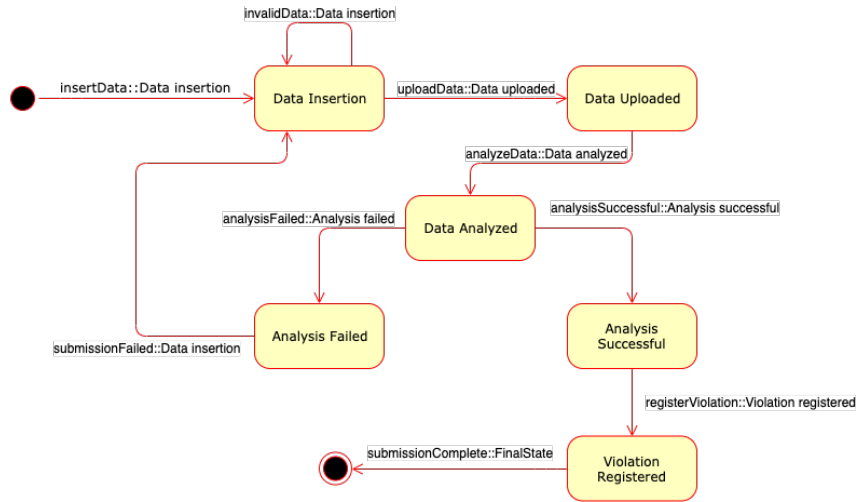 invalidData::Data insertion
insertData::Data insertion
Data Insertion
uploadData::Data uploaded
Data Uploaded
analyzeData::Data analyzed
analysisFailed::Analysis failed
Data Analyzed
analysisSuccessful::Analysis successful
Analysis Failed
Analysis
Successful
submissionFailed::Data insertion
registerViolation::Violation registered
submissionComplete::FinalState
Violation
Registered